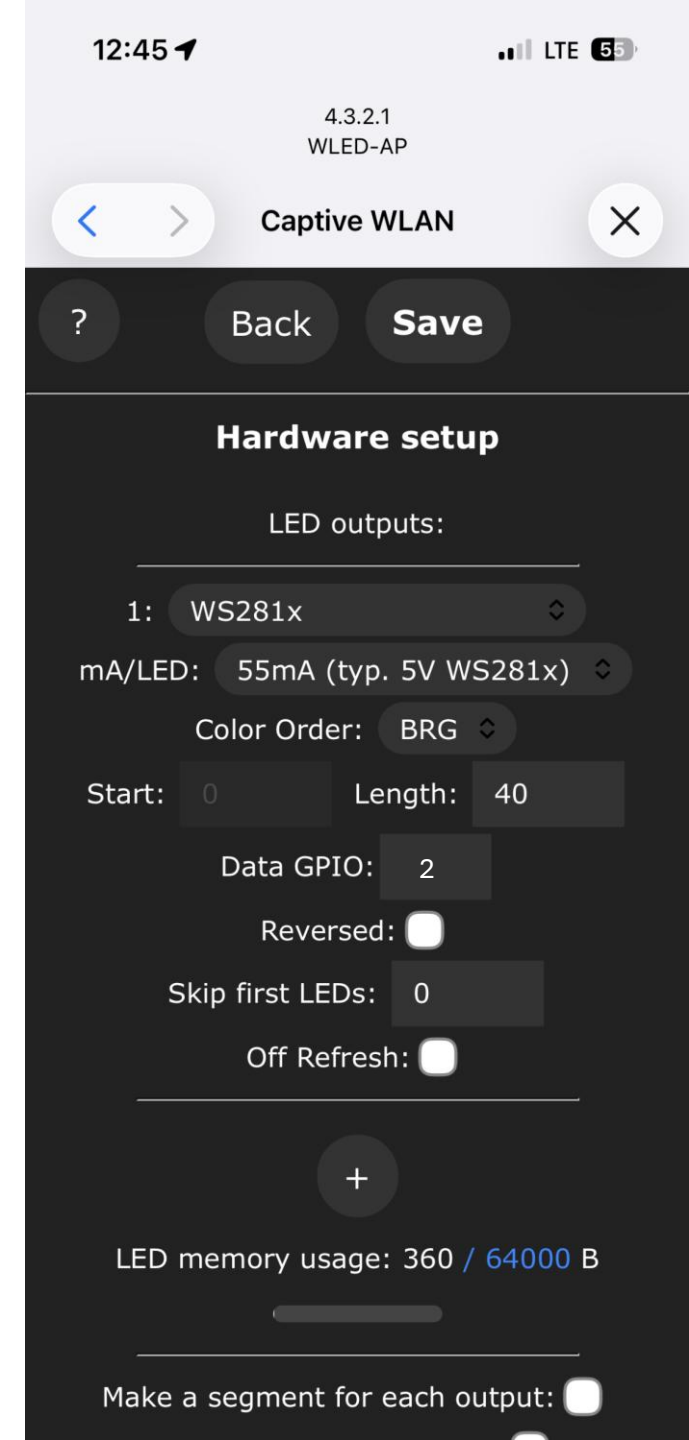 12:45 LTE 55
4.3.2.1
WLED-AP
Captive WLAN
? Back Save
Hardware setup
LED outputs:
1: WS281x
mA/LED: 55mA (typ. 5V WS281x)
Color Order: BRG
Start: 0 Length: 40
Data GPIO: 2
Reversed:
Skip first LEDs: 0
Off Refresh:
+
LED memory usage: 360 / 64000 B
Make a segment for each output: